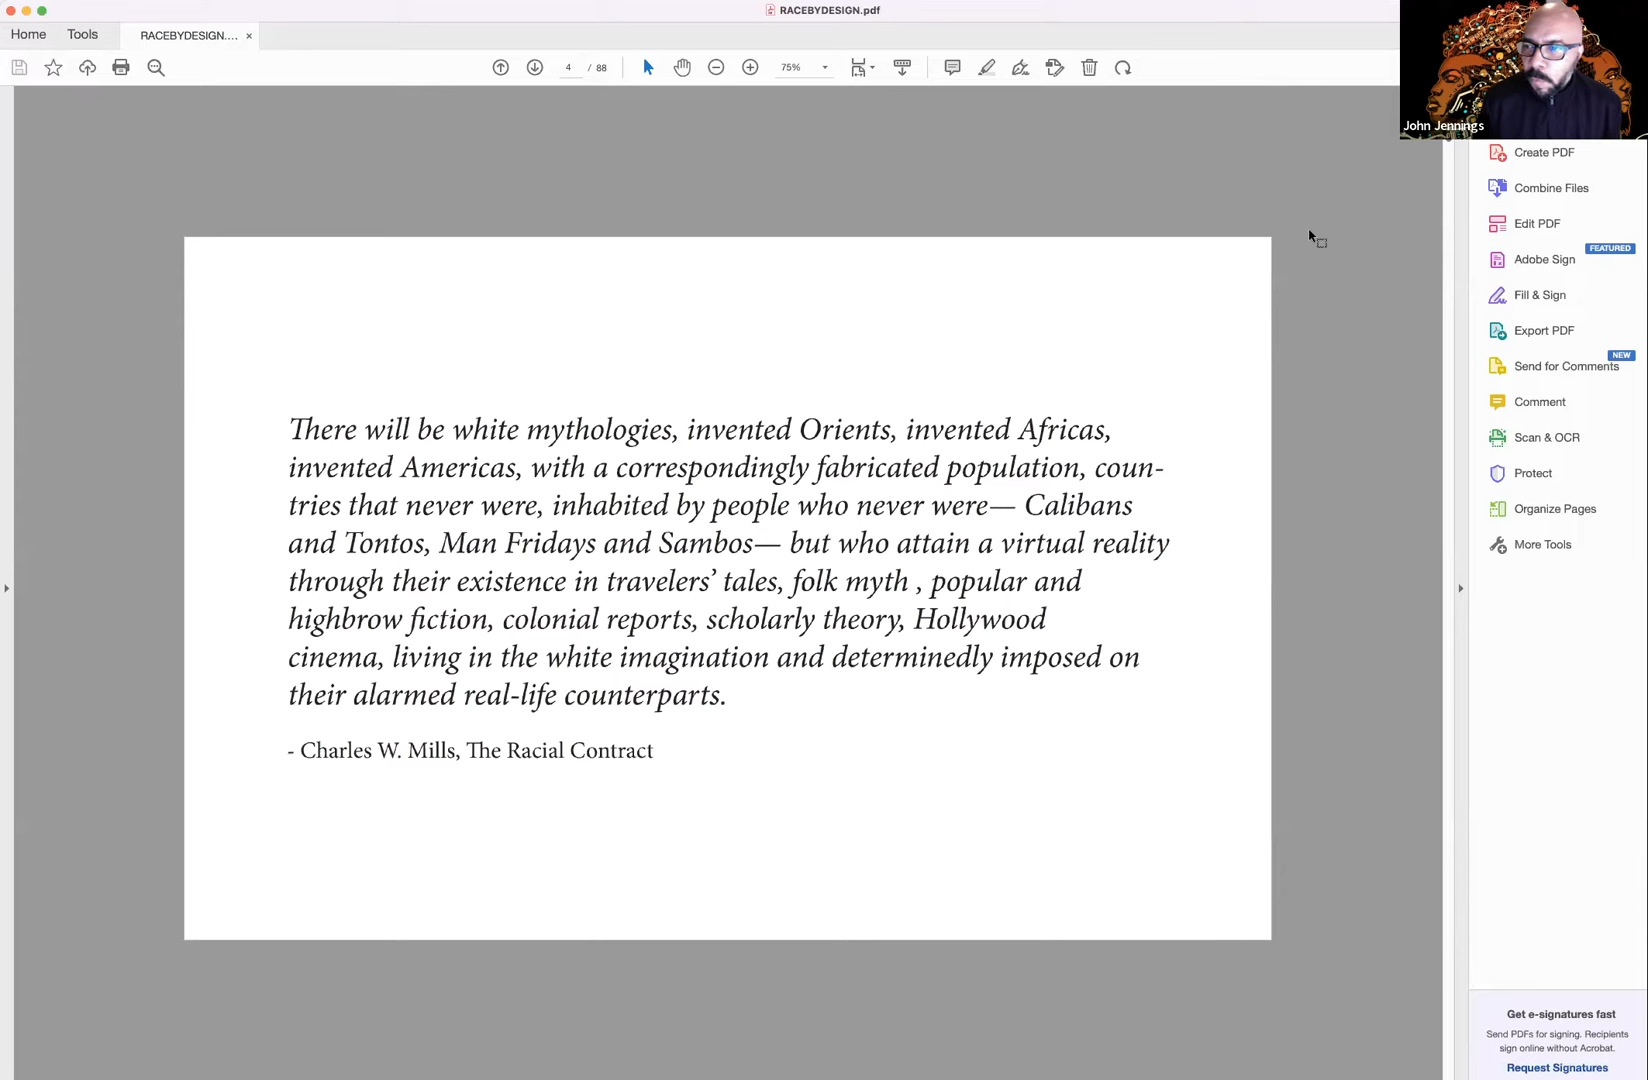 RACEBYDESIGN.pdf
Home
Tools
RACEBYDESIGN.... ×
4 / 88
75%
John Jennings
There will be white mythologies, invented Orients, invented Africas,
invented Americas, with a correspondingly fabricated population, coun-
tries that never were, inhabited by people who never were— Calibans
and Tontos, Man Fridays and Sambos— but who attain a virtual reality
through their existence in travelers’ tales, folk myth , popular and
highbrow fiction, colonial reports, scholarly theory, Hollywood
cinema, living in the white imagination and determinedly imposed on
their alarmed real-life counterparts.
- Charles W. Mills, The Racial Contract
Create PDF
Combine Files
Edit PDF
FEATURED
Adobe Sign
Fill & Sign
Export PDF
NEW
Send for Comments
Comment
Scan & OCR
Protect
Organize Pages
More Tools
Get e-signatures fast
Send PDFs for signing. Recipients
sign online without Acrobat.
Request Signatures